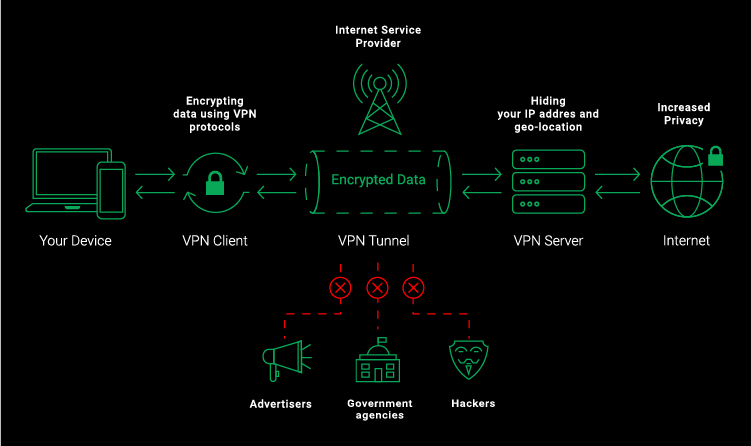 Internet Service
Provider
Encrypting
data using VPN
protocols
Hiding
your IP addres and
geo-location
Increased
Privacy
Encrypted Data
Your Device
VPN Client
VPN Tunnel
VPN Server
Internet
Advertisers
Government
agencies
Hackers